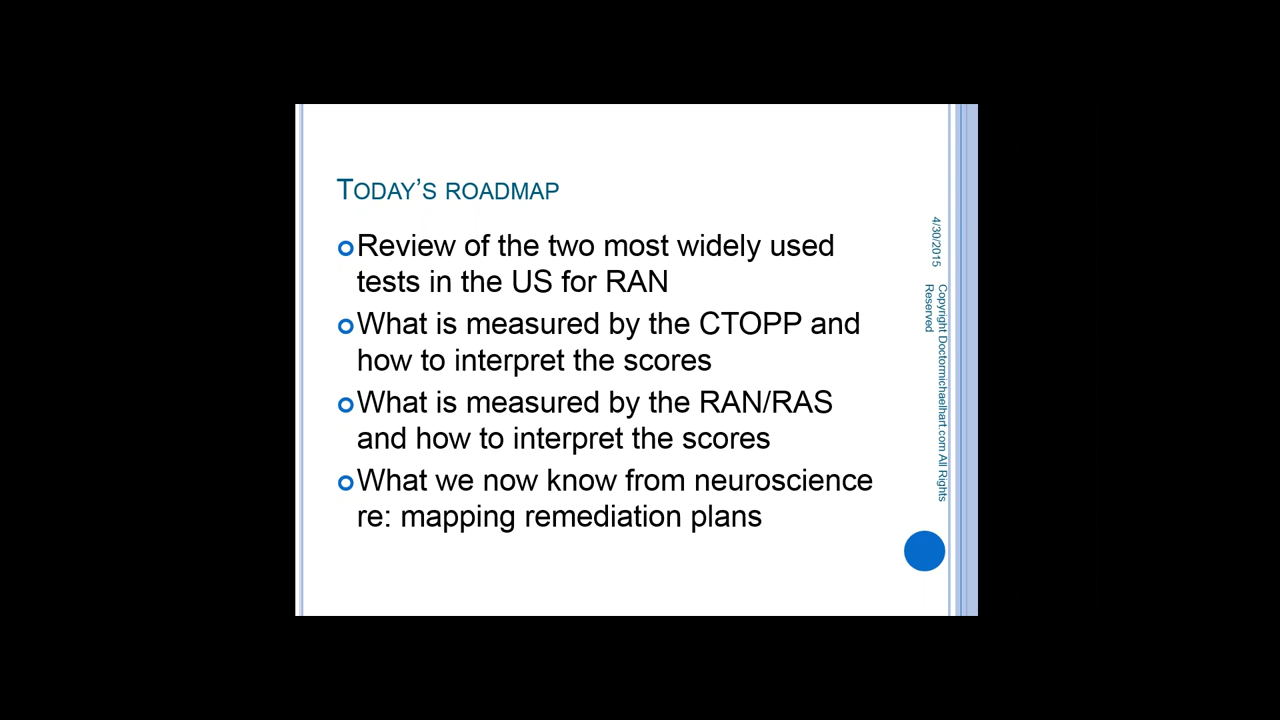 TODAY'S ROADMAP
Review of the two most widely used
tests in the US for RAN
What is measured by the CTOPP and
how to interpret the scores
What is measured by the RAN/RAS
and how to interpret the scores
What we now know from neuroscience
re: mapping remediation plans
4/30/2015
Copyright Doctormichaelhart.com All Rights
Reserved